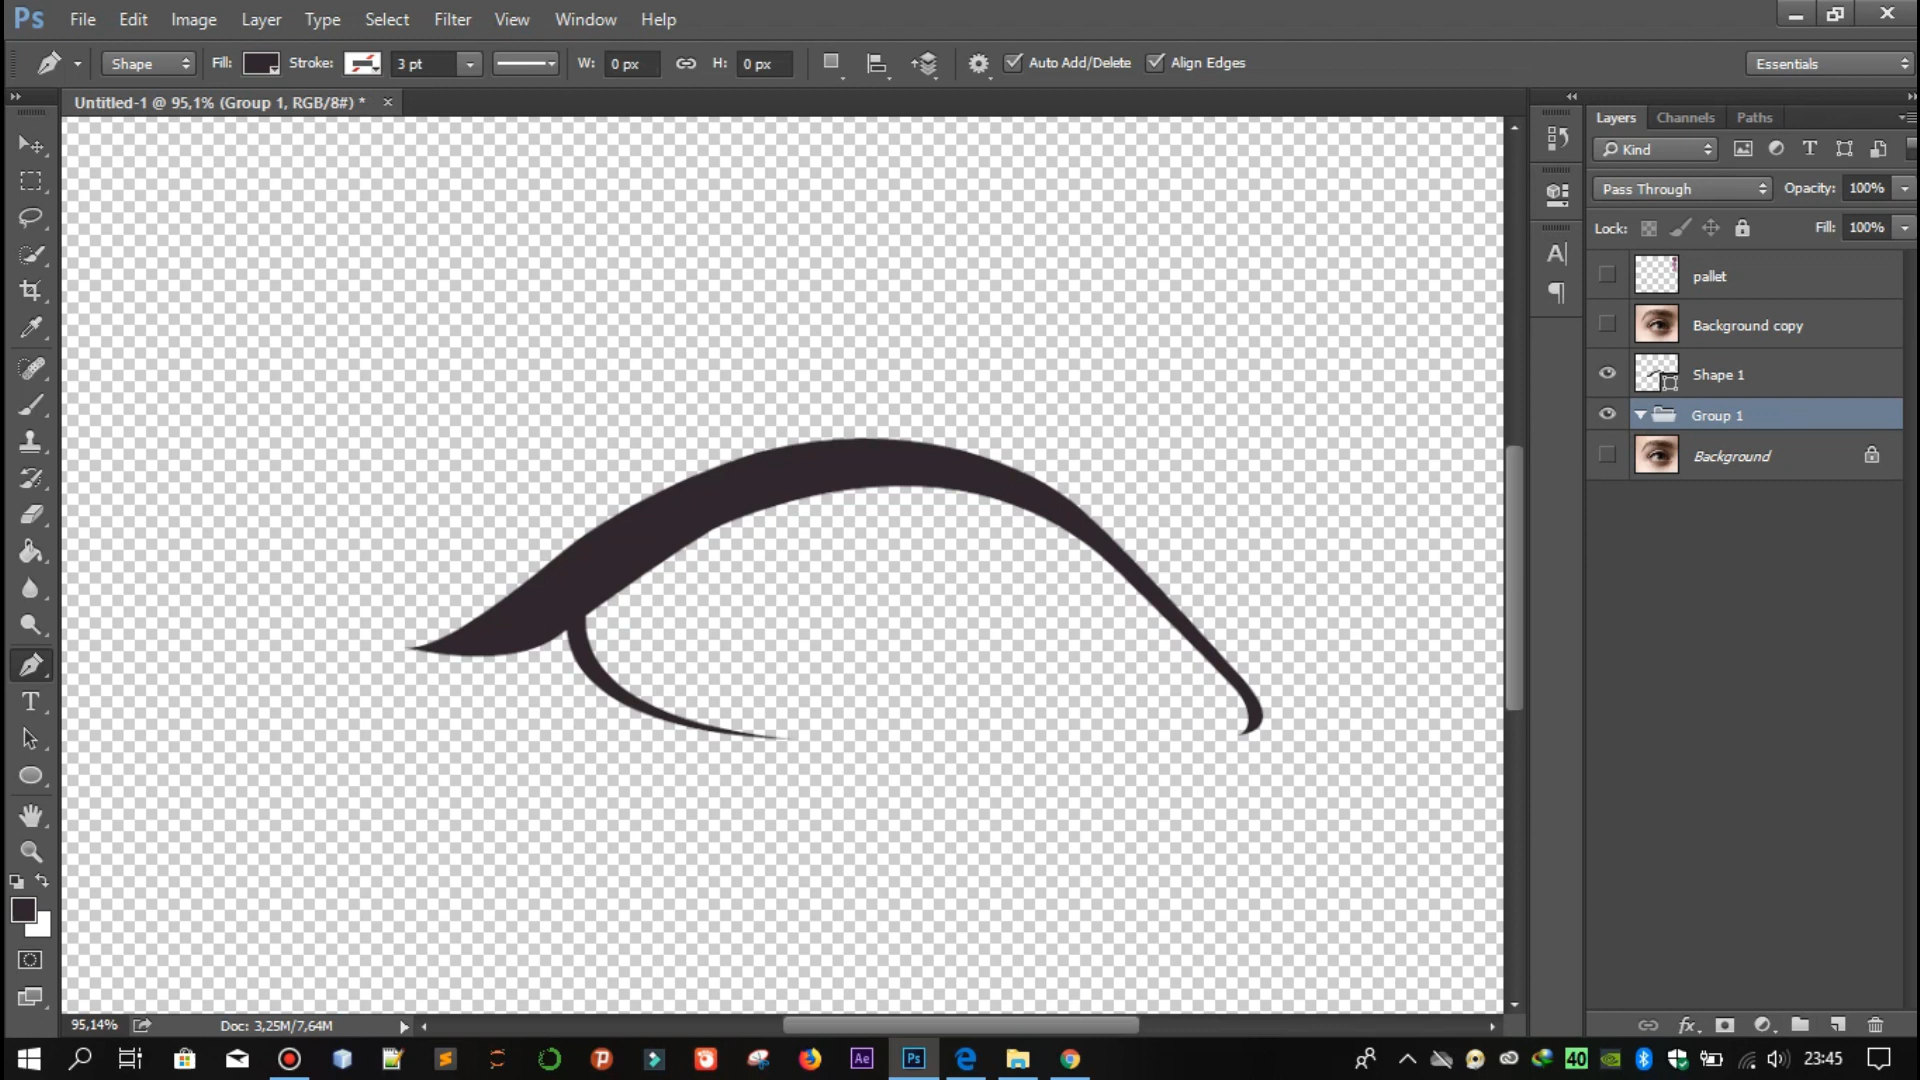 Ps File Edit Image Layer Type Select Filter View Window Help
Shape Fill: Stroke: 3 pt W: 0 px H: 0 px Auto Add/Delete Align Edges Essentials
Untitled-1 @ 95,1% (Group 1, RGB/8#) *
Layers Channels Paths
Kind
Pass Through Opacity: 100%
Lock: Fill: 100%
pallet
Background copy
Shape 1
Group 1
Background
95,14% Doc: 3,25M/7,64M
fx
Ae Ps 40 23:45